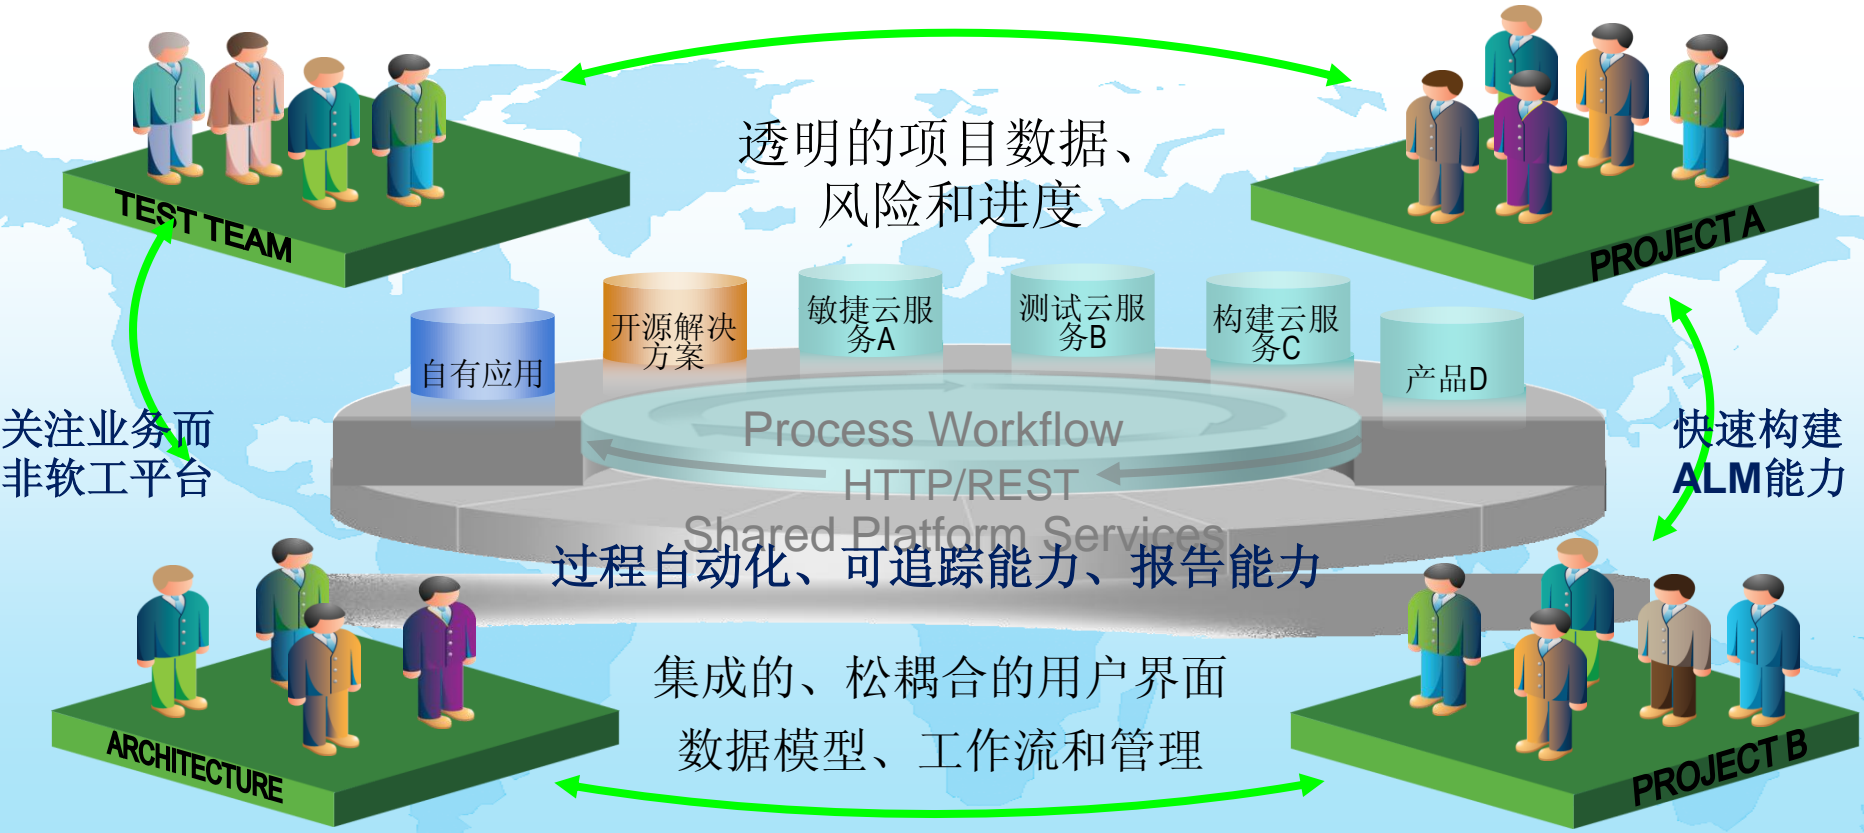 TEST TEAM
PROJECT A
透明的项目数据、
风险和进度
自有应用
开源解决
方案
敏捷云服
务A
测试云服
务B
构建云服
务C
产品D
关注业务而
非软工平台
Process Workflow
HTTP/REST
Shared Platform Services
过程自动化、可追踪能力、报告能力
快速构建
ALM能力
集成的、松耦合的用户界面
数据模型、工作流和管理
ARCHITECTURE
PROJECT B